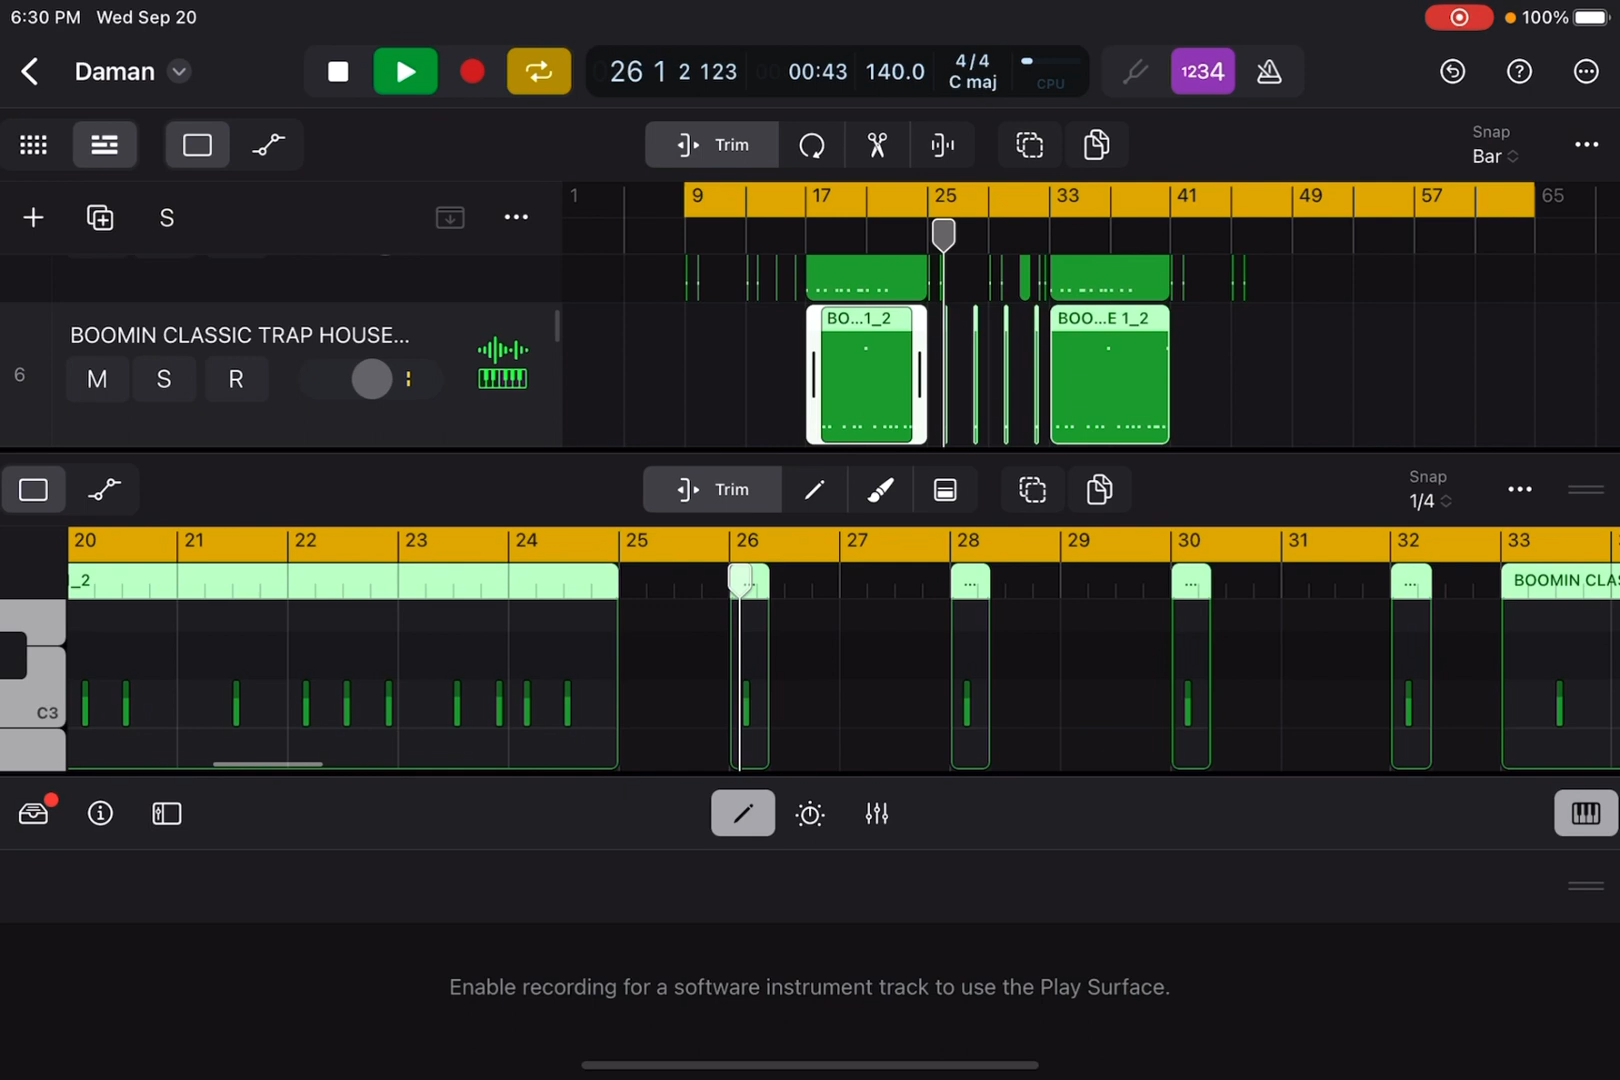 6:30 PM Wed Sep 20
100%
Daman
26 1 2 123
00:43
140.0
4/4
C maj
CPU
1234
Trim
Snap
Bar
S
1 9 17 25 33 41 49 57 65
BOOMIN CLASSIC TRAP HOUSE...
BO...1_2
BOO...E 1_2
6
M S R
Trim
Snap
1/4
20 21 22 23 24 25 26 27 28 29 30 31 32 33
_2
...
...
...
...
BOOMIN CLA
C3
Enable recording for a software instrument track to use the Play Surface.